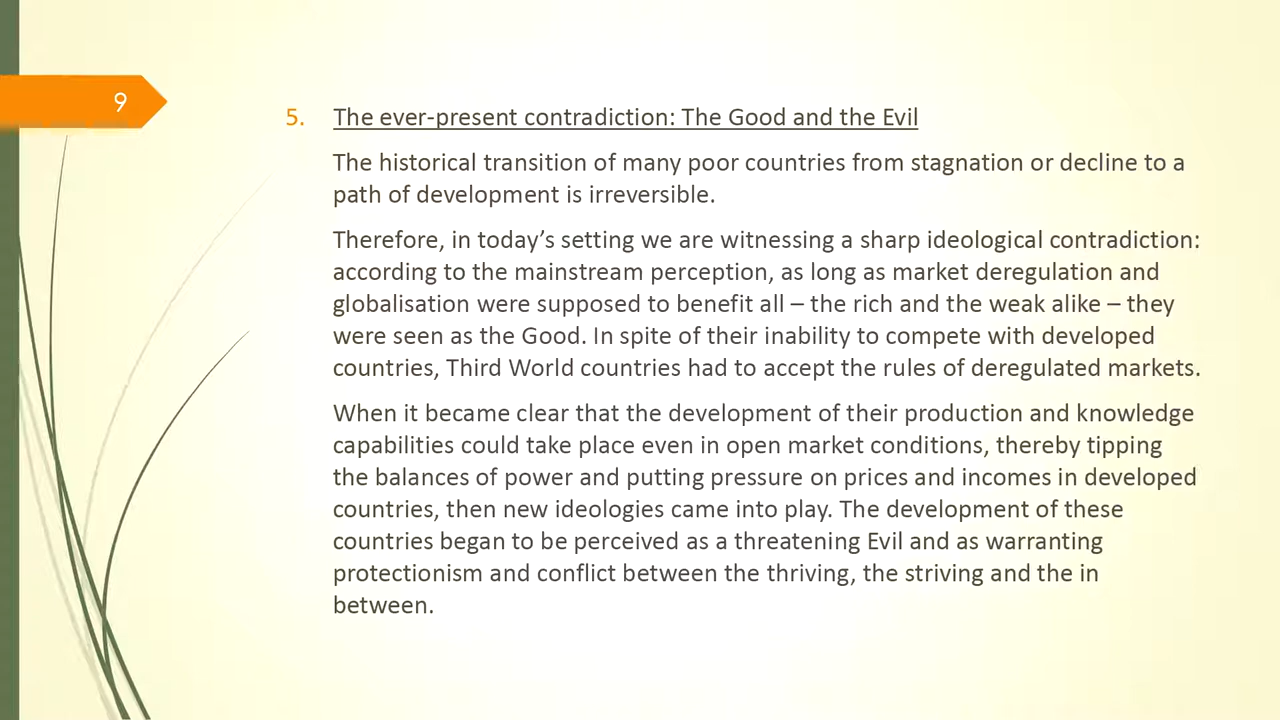 9
5. The ever-present contradiction: The Good and the Evil
The historical transition of many poor countries from stagnation or decline to a
path of development is irreversible.
Therefore, in today’s setting we are witnessing a sharp ideological contradiction:
according to the mainstream perception, as long as market deregulation and
globalisation were supposed to benefit all – the rich and the weak alike – they
were seen as the Good. In spite of their inability to compete with developed
countries, Third World countries had to accept the rules of deregulated markets.
When it became clear that the development of their production and knowledge
capabilities could take place even in open market conditions, thereby tipping
the balances of power and putting pressure on prices and incomes in developed
countries, then new ideologies came into play. The development of these
countries began to be perceived as a threatening Evil and as warranting
protectionism and conflict between the thriving, the striving and the in
between.